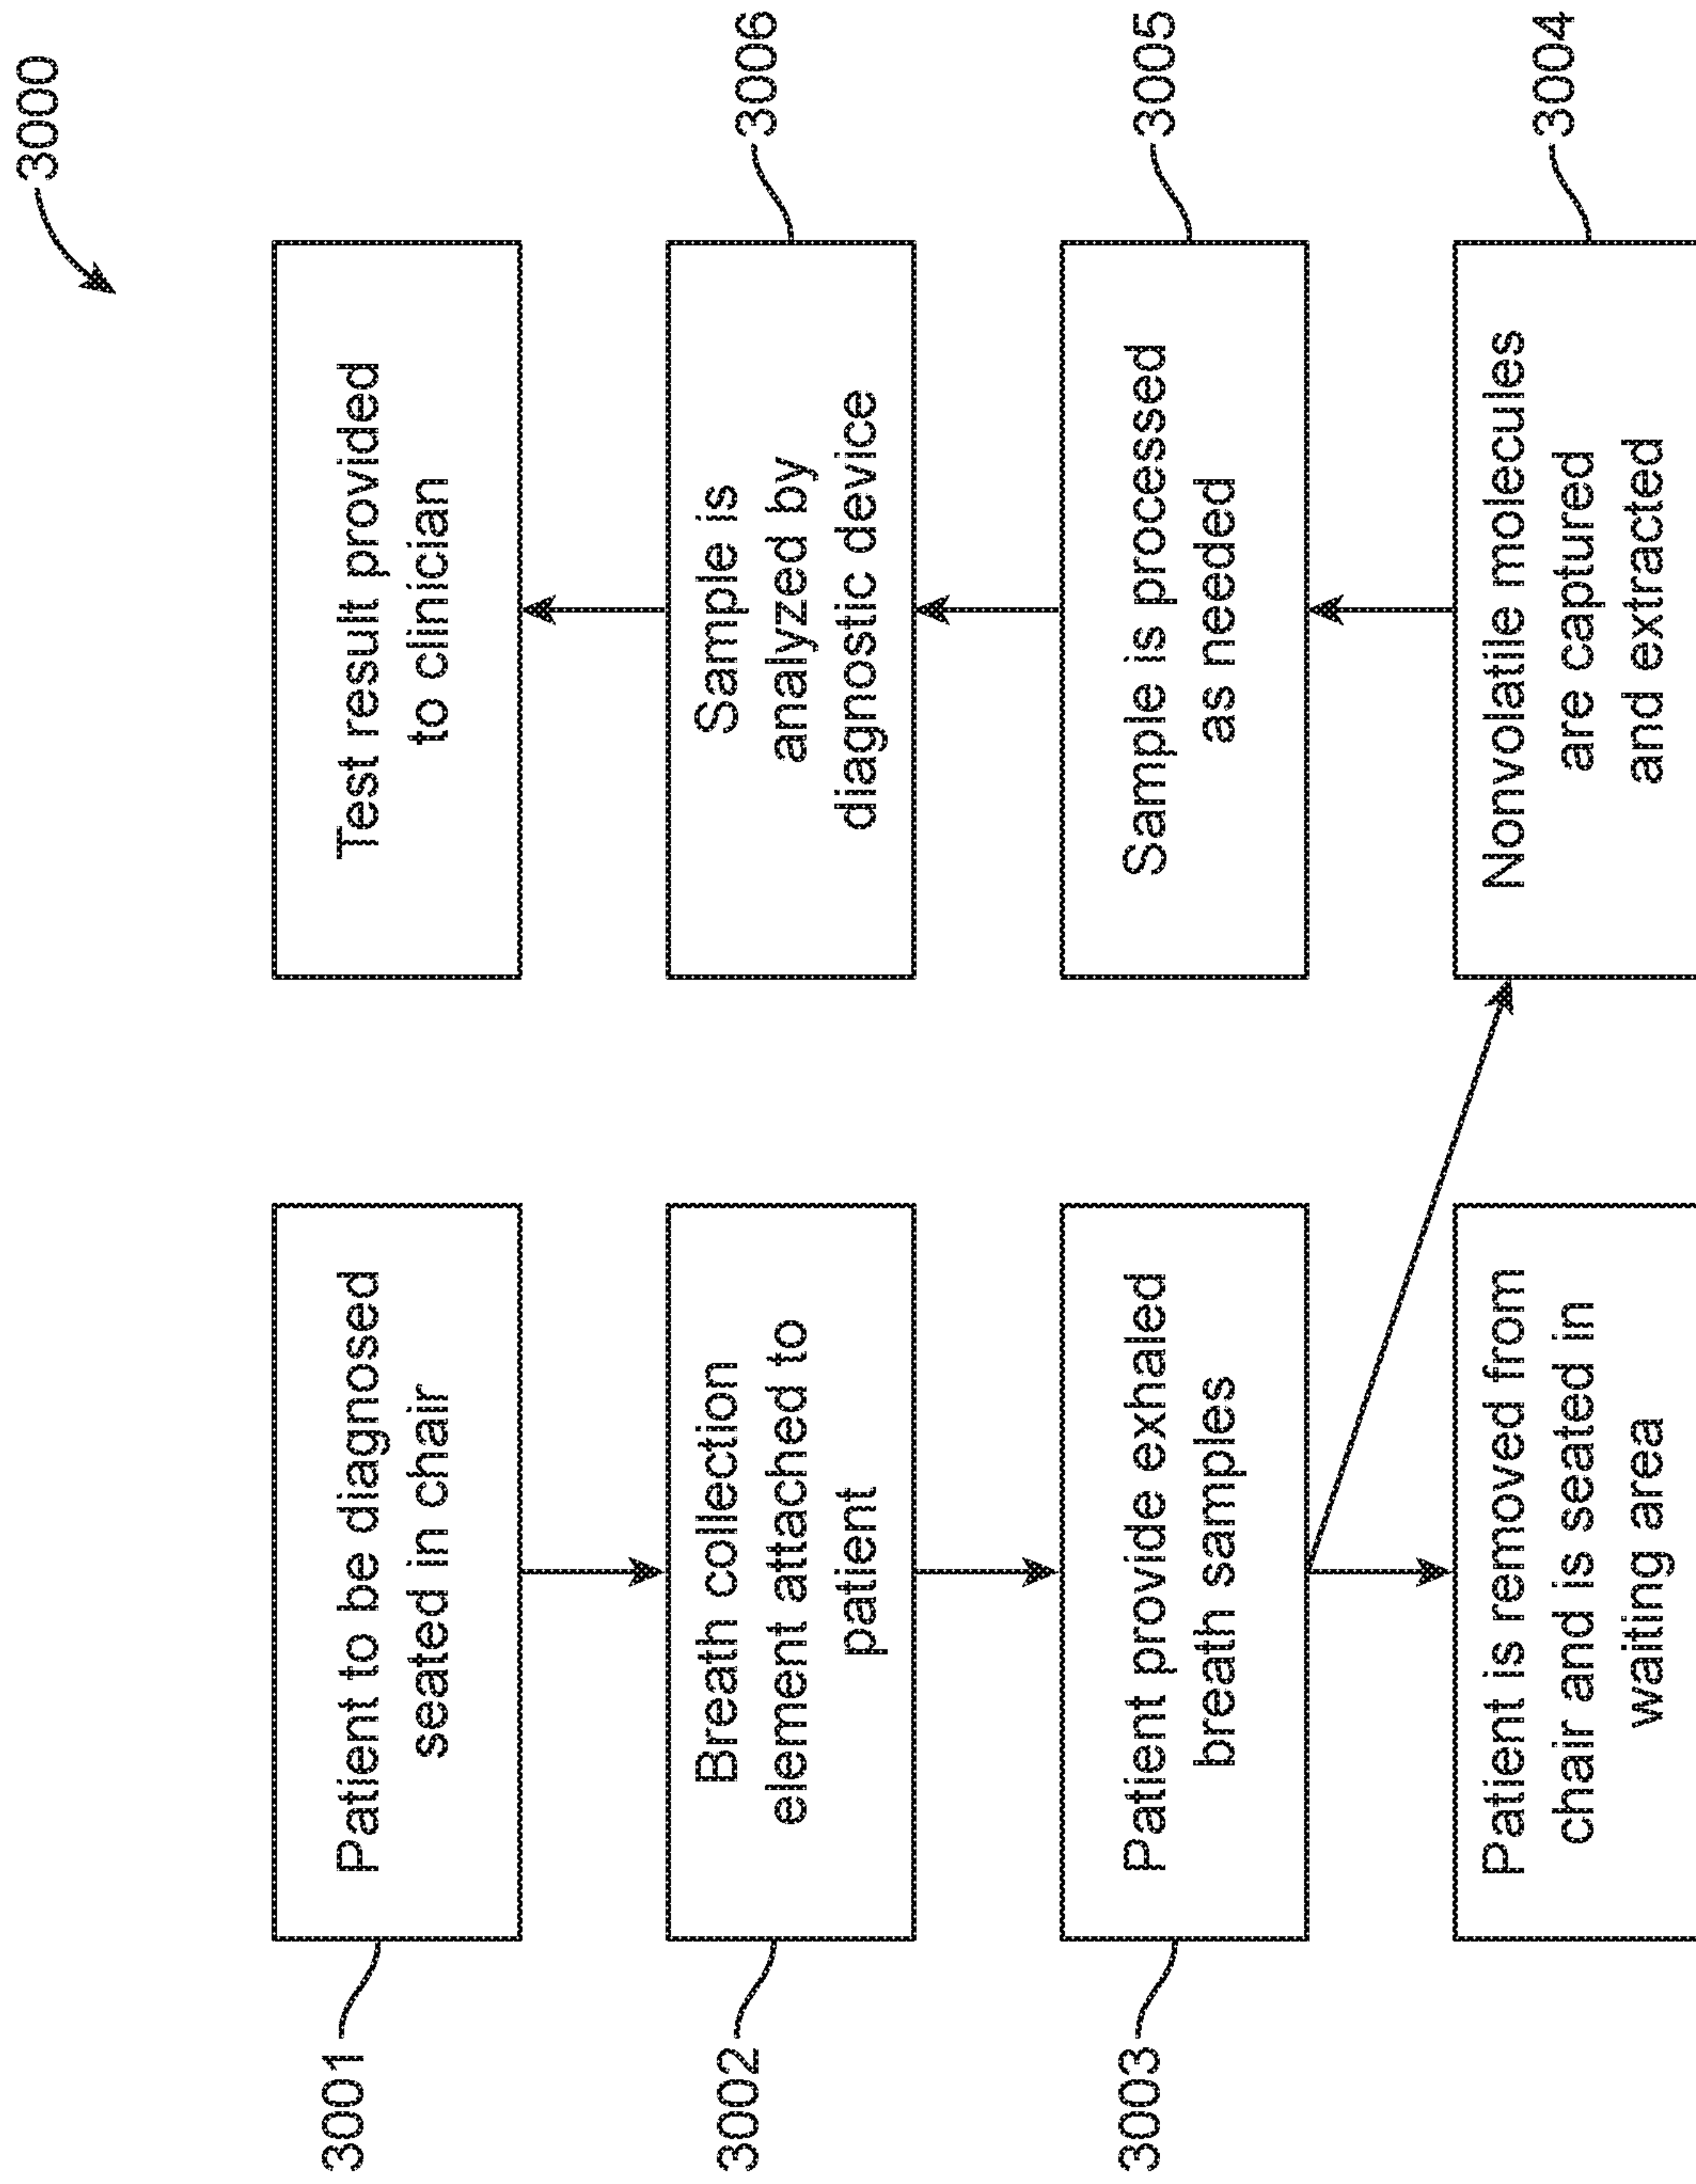 3000
3001
Patient to be diagnosed
seated in chair
3002
Breath collection
element attached to
patient
3003
Patient provide exhaled
breath samples
Patient is removed from
chair and is seated in
waiting area
Test result provided
to clinician
Sample is
analyzed by
diagnostic device
3006
Sample is processed
as needed
3005
Nonvolatile molecules
are captured
and extracted
3004